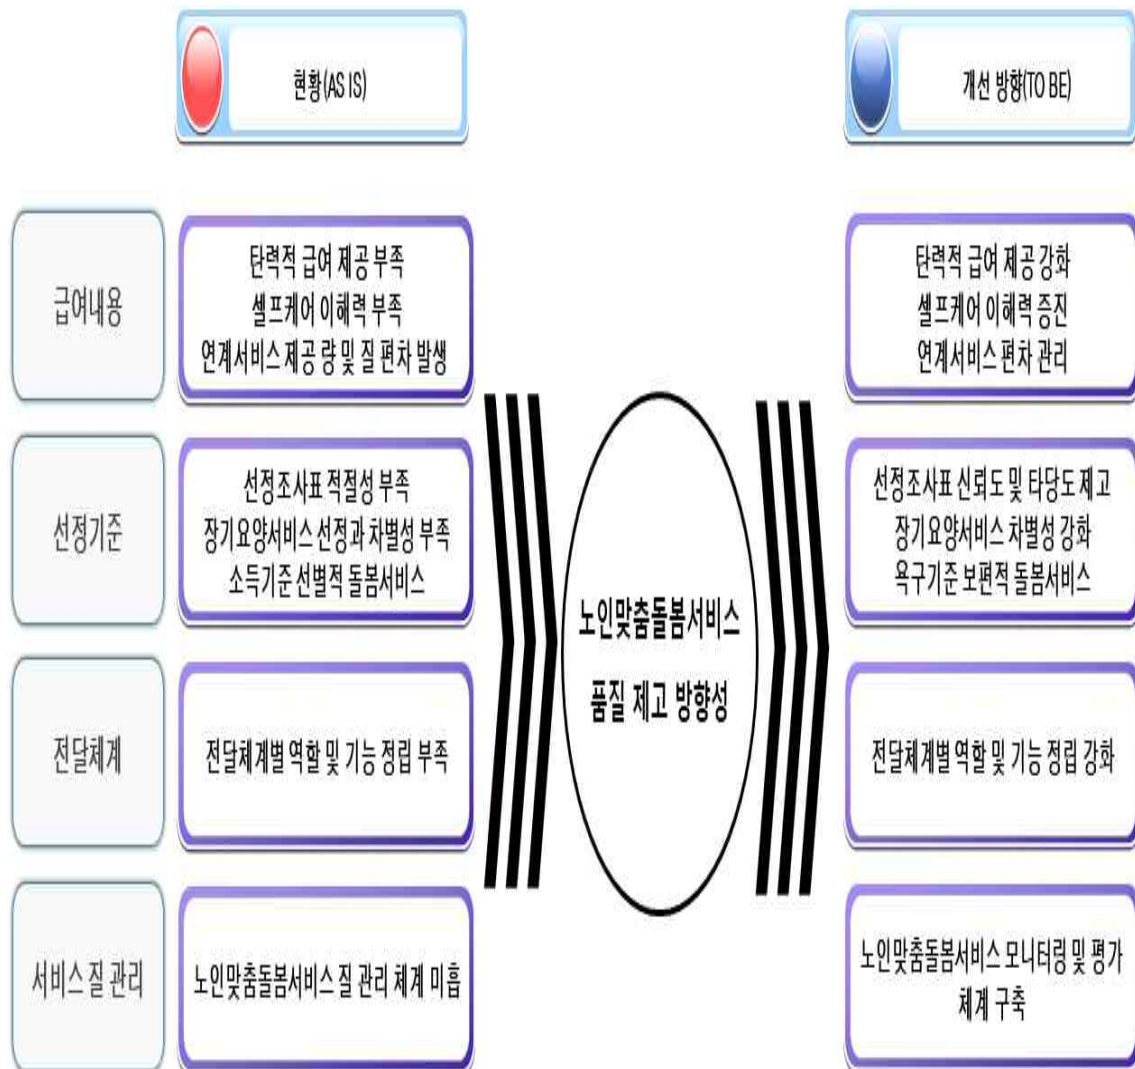 현황(AS IS)
개선 방향(TO BE)
급여내용
탄력적 급여 제공 부족
셀프케어 이해력 부족
연계서비스 제공 량 및 질 편차 발생
탄력적 급여 제공 강화
셀프케어 이해력 증진
연계서비스 편차 관리
선정기준
선정조사표 적절성 부족
장기요양서비스 선정과 차별성 부족
소득기준 선별적 돌봄서비스
선정조사표 신뢰도 및 타당도 제고
장기요양서비스 차별성 강화
욕구기준 보편적 돌봄서비스
노인맞춤돌봄서비스
품질 제고 방향성
전달체계
전달체계별 역할 및 기능 정립 부족
전달체계별 역할 및 기능 정립 강화
서비스 질 관리
노인맞춤돌봄서비스 질 관리 체계 미흡
노인맞춤돌봄서비스 모니터링 및 평가
체계 구축